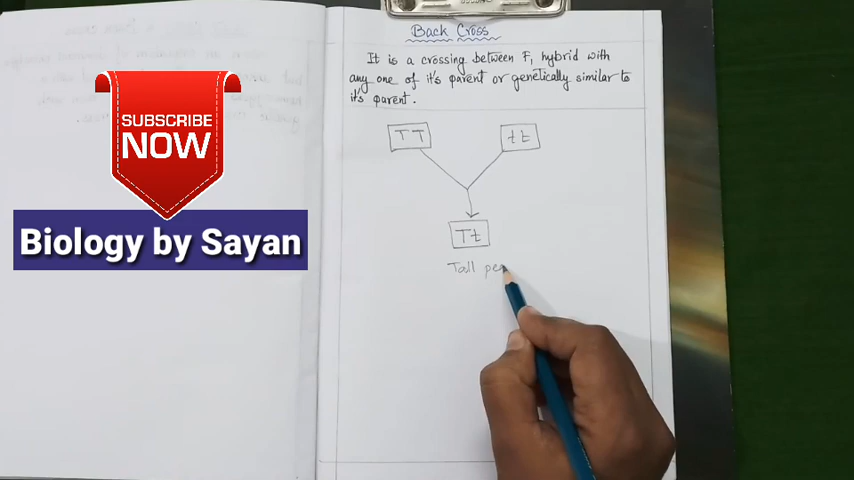 SUBSCRIBE
NOW
Biology by Sayan
Back Cross
It is a crossing between F1 hybrid with
any one of it's parent or genetically similar to
it's parent.
TT
tt
Tt
Tall pea